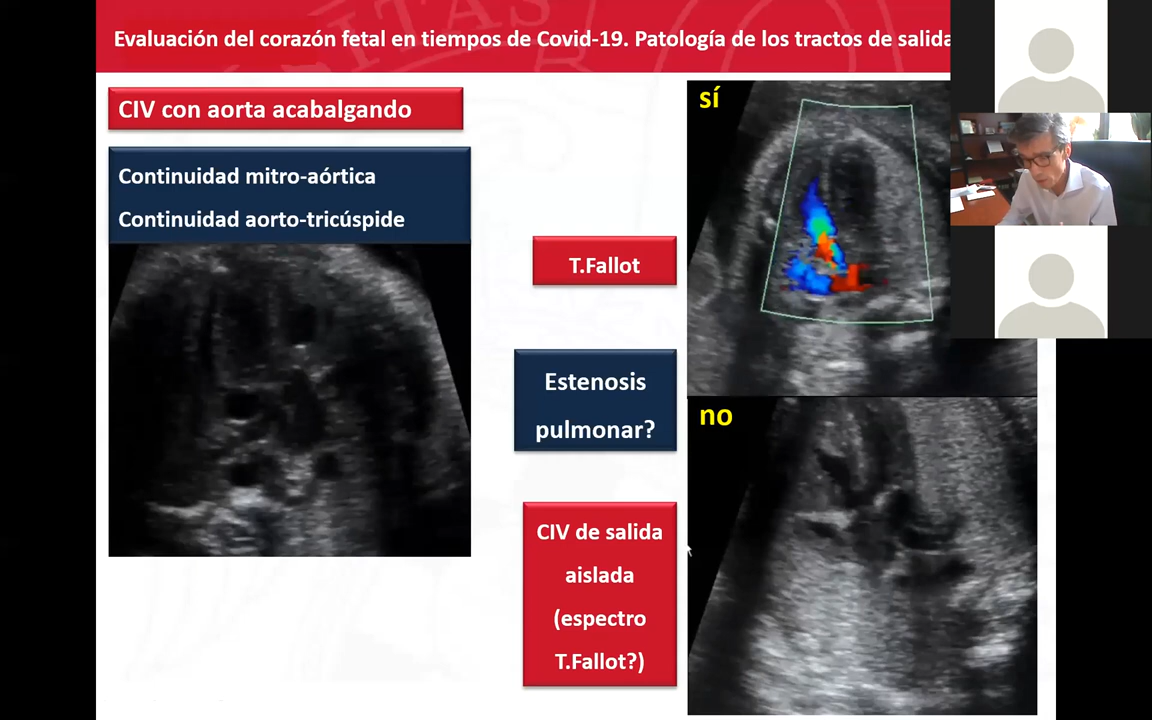 Evaluación del corazón fetal en tiempos de Covid-19. Patología de los tractos de salida
CIV con aorta acabalgando
Continuidad mitro-aórtica
Continuidad aorto-tricúspide
sí
T.Fallot
Estenosis
pulmonar?
no
CIV de salida
aislada
(espectro
T.Fallot?)